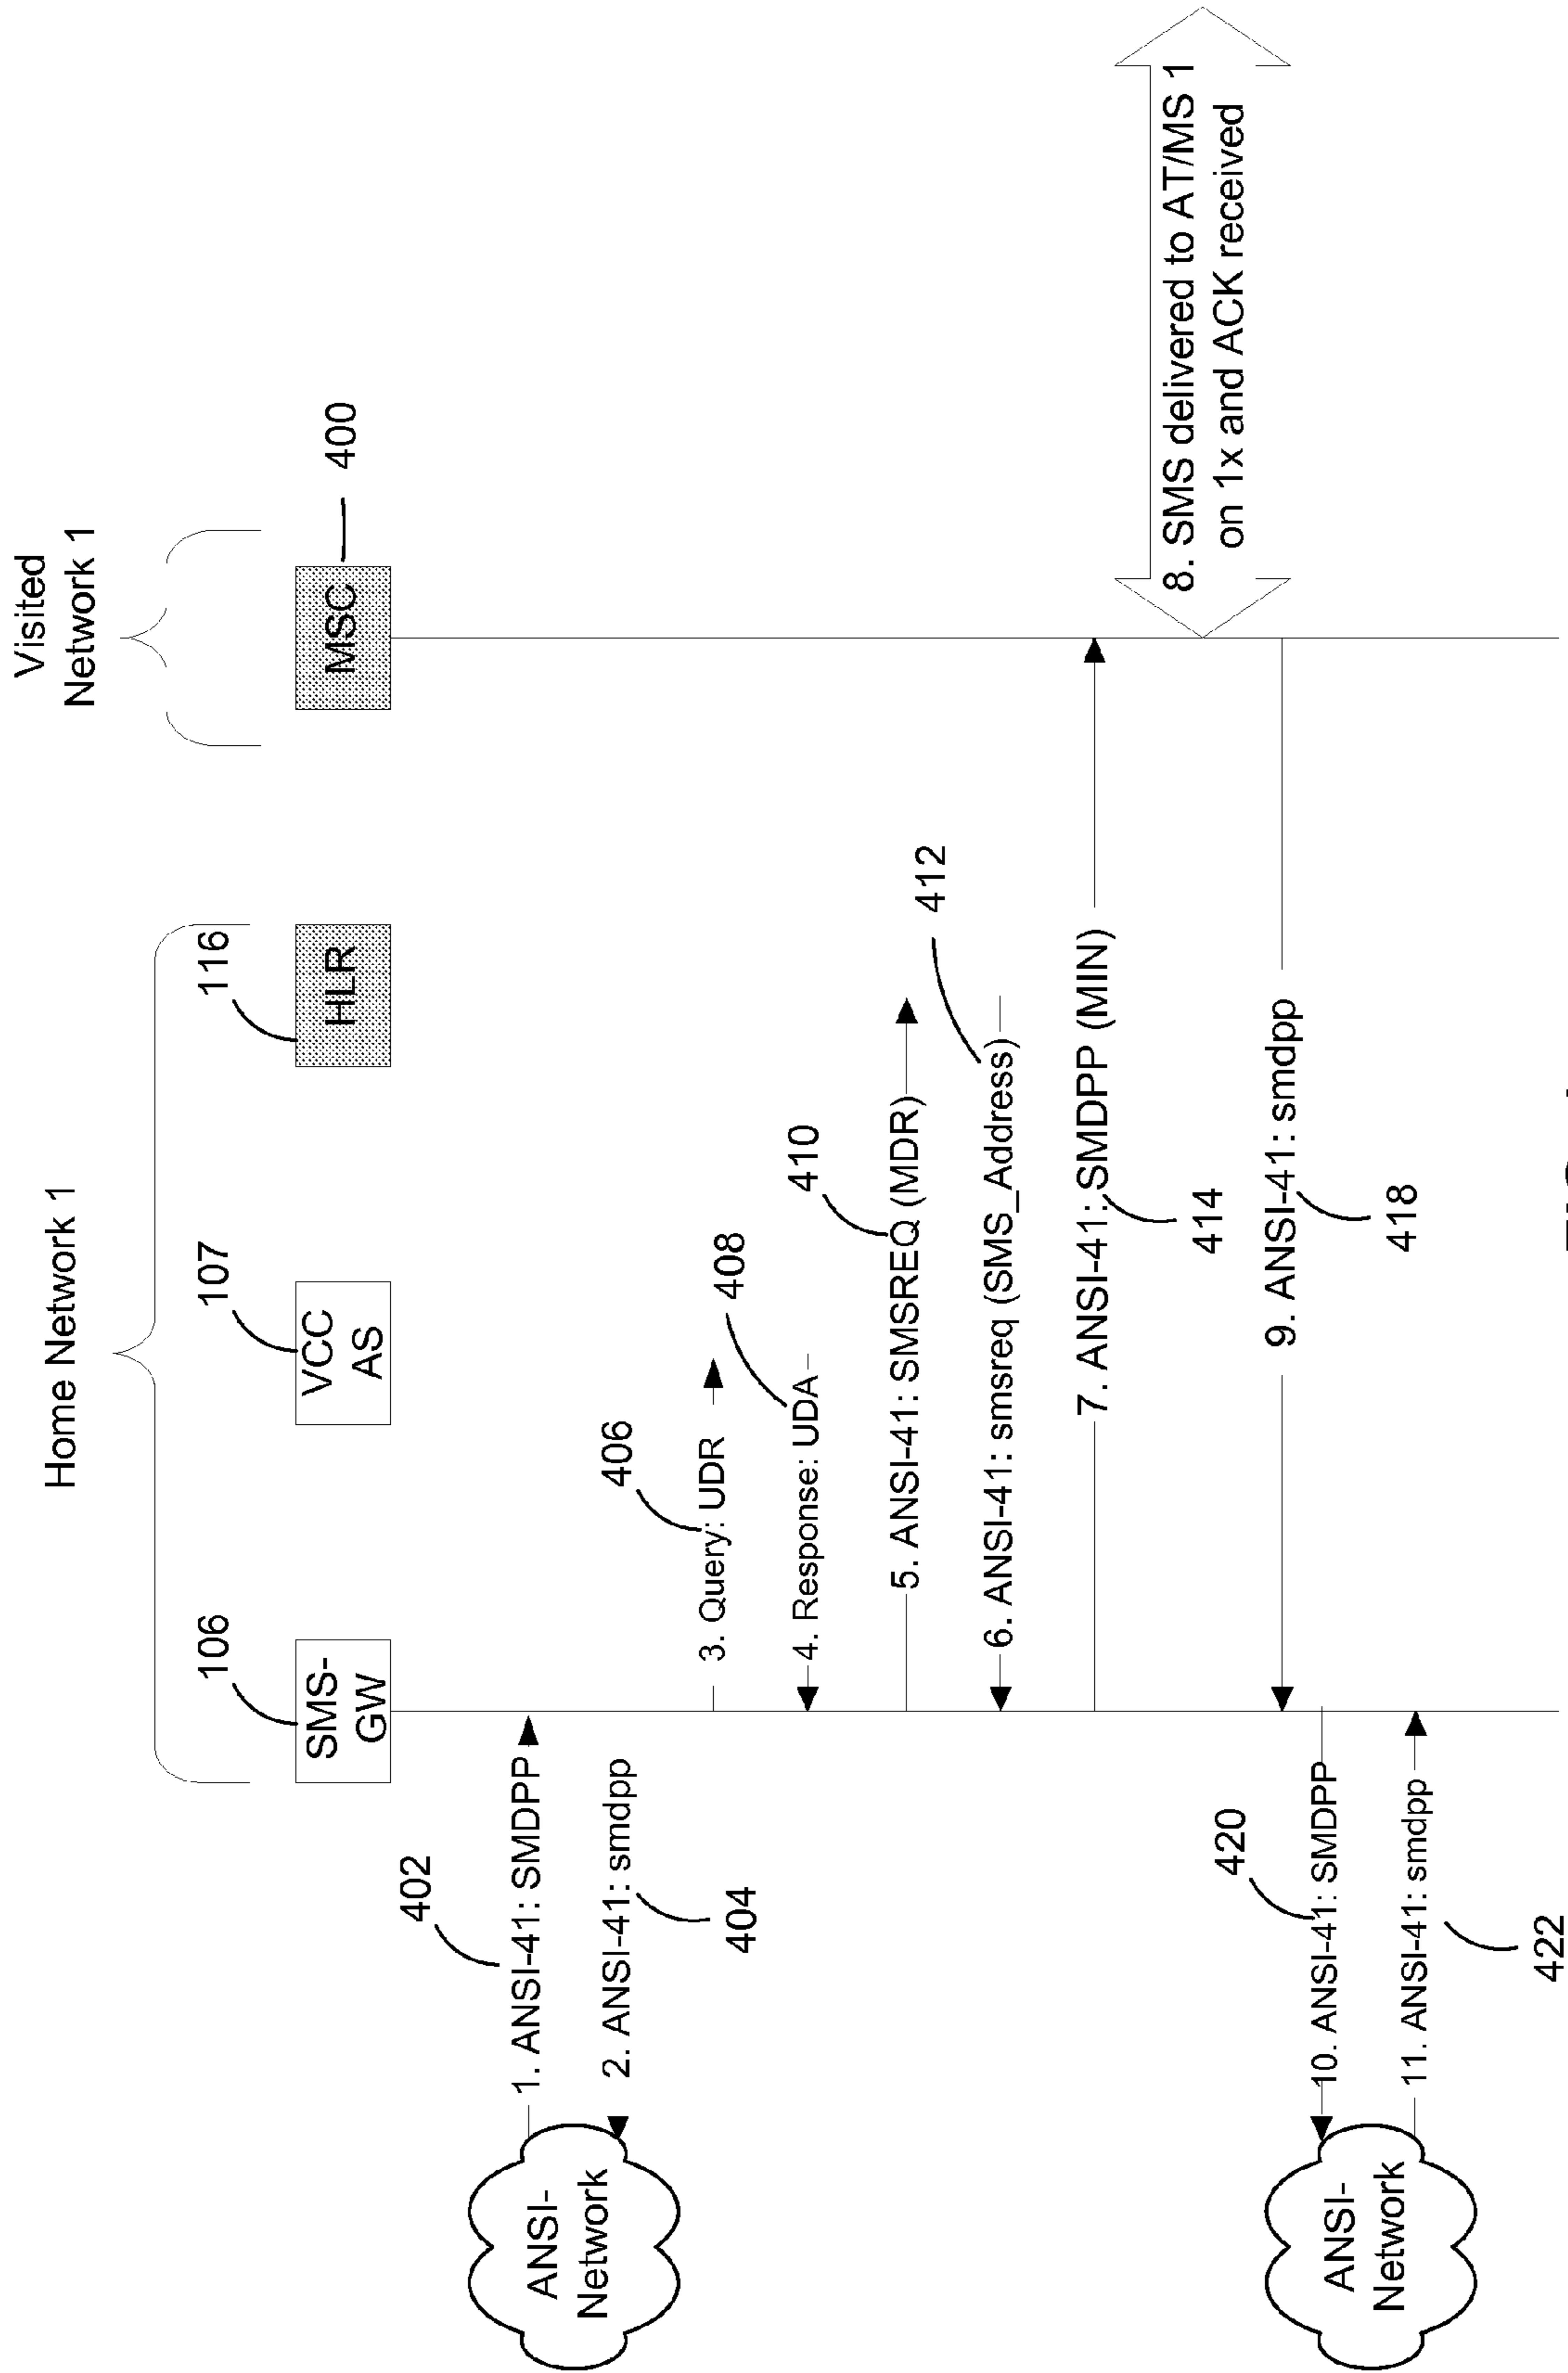 Home Network 1
Visited
Network 1
106
107
116
400
SMS-
GW
VCC
AS
HLR
MSC
402
1. ANSI-41: SMDPP
ANSI-
Network
2. ANSI-41: smdpp
404
406
3. Query: UDR
408
4. Response: UDA
410
5. ANSI-41: SMSREQ (MDR)
412
6. ANSI-41: smsreq (SMS_Address)
7. ANSI-41: SMDPP (MIN)
414
8. SMS delivered to AT/MS 1
on 1x and ACK received
9. ANSI-41: smdpp
418
420
10. ANSI-41: SMDPP
ANSI-
Network
11. ANSI-41: smdpp
422